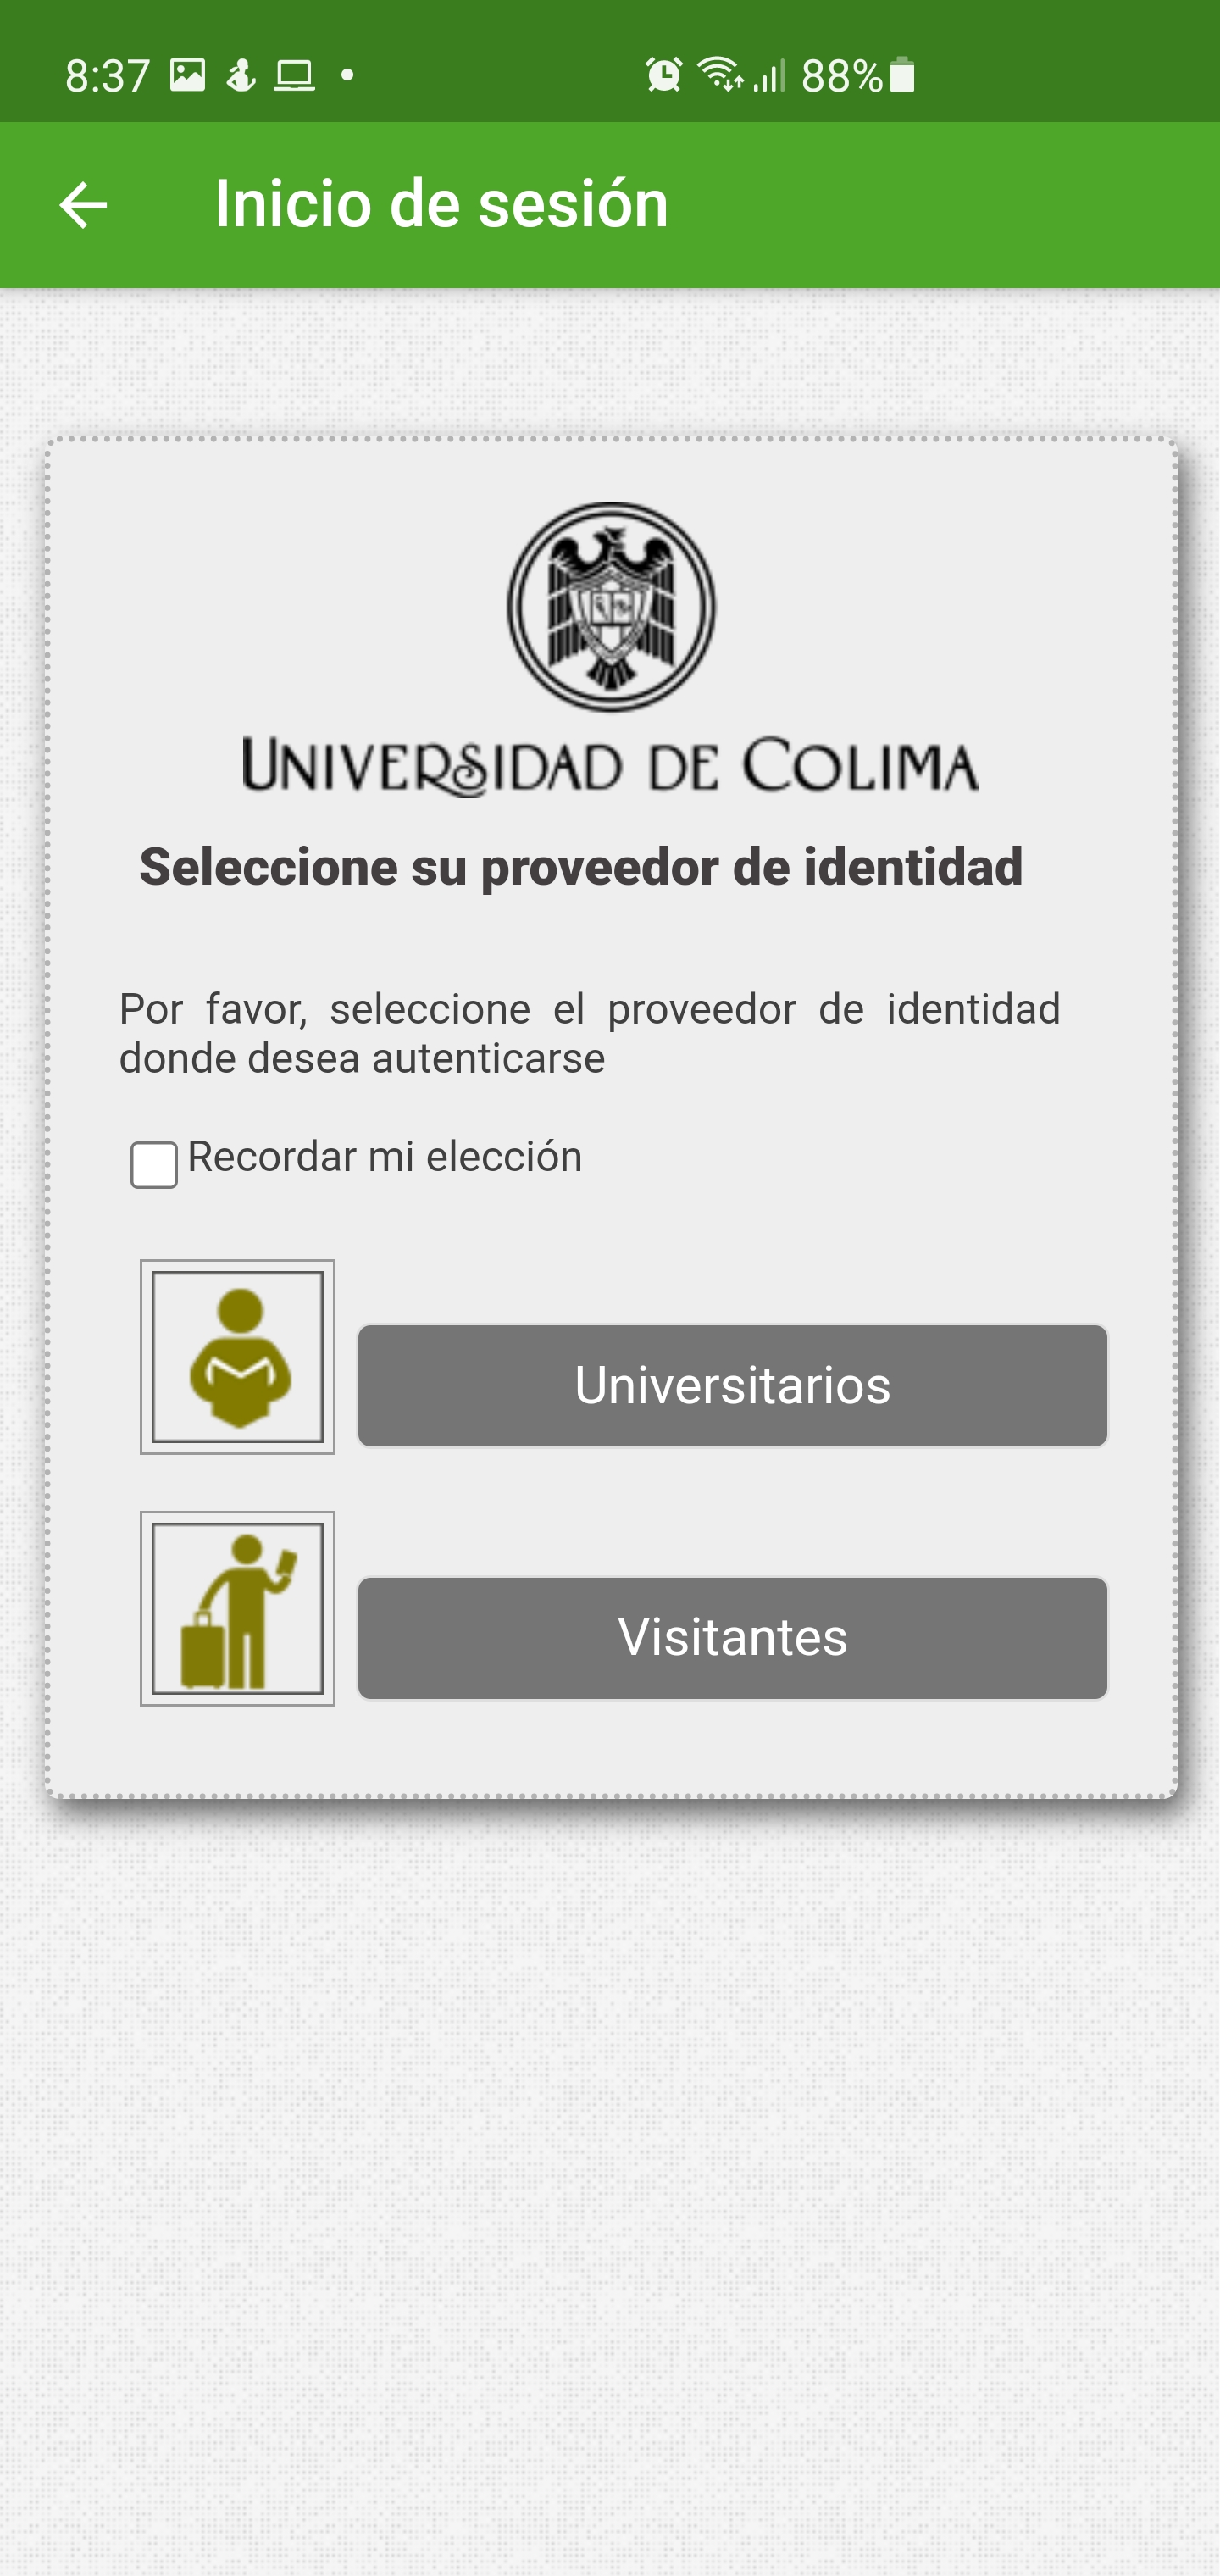 8:37
88%
Inicio de sesión
UNIVERSIDAD DE COLIMA
Seleccione su proveedor de identidad
Por favor, seleccione el proveedor de identidad
donde desea autenticarse
Recordar mi elección
Universitarios
Visitantes